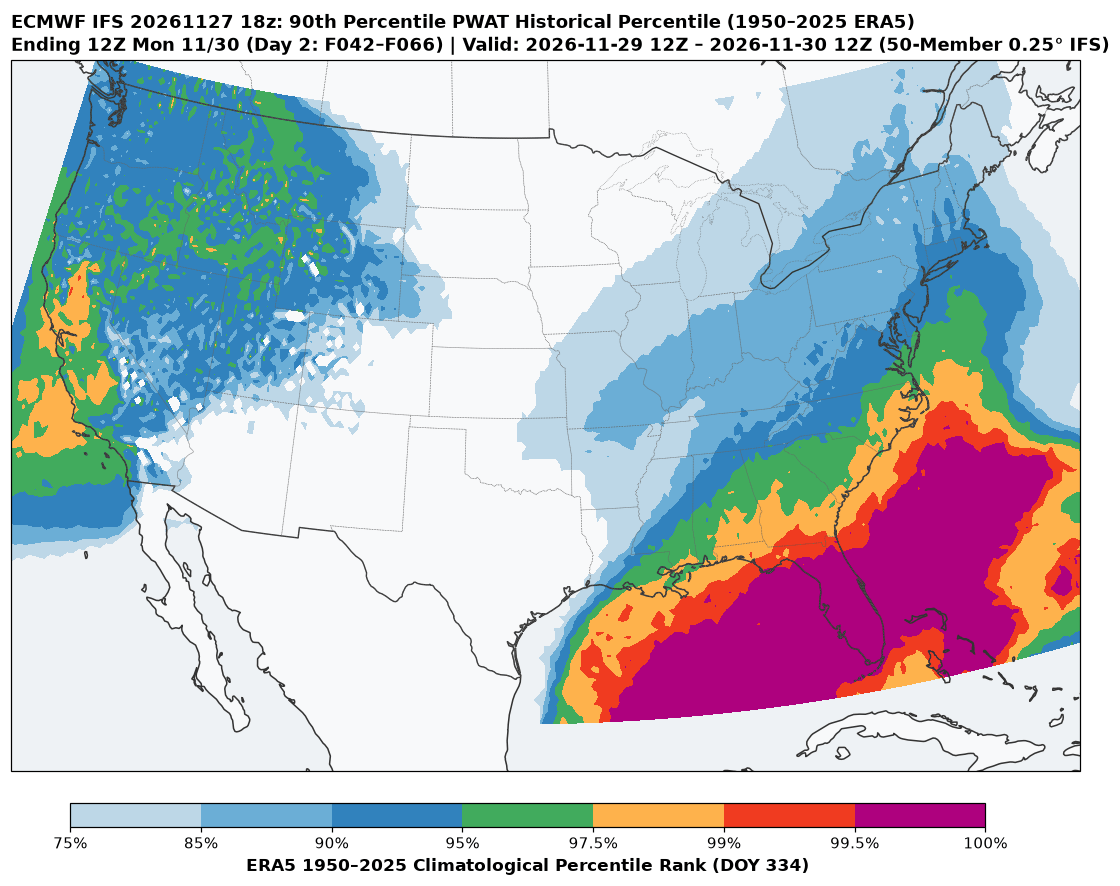 ECMWF IFS 20261127 18z: 90th Percentile PWAT Historical Percentile (1950–2025 ERA5)
Ending 12Z Mon 11/30 (Day 2: F042–F066) | Valid: 2026-11-29 12Z – 2026-11-30 12Z (50-Member 0.25° IFS)
75% 85% 90% 95% 97.5% 99% 99.5% 100%
ERA5 1950–2025 Climatological Percentile Rank (DOY 334)